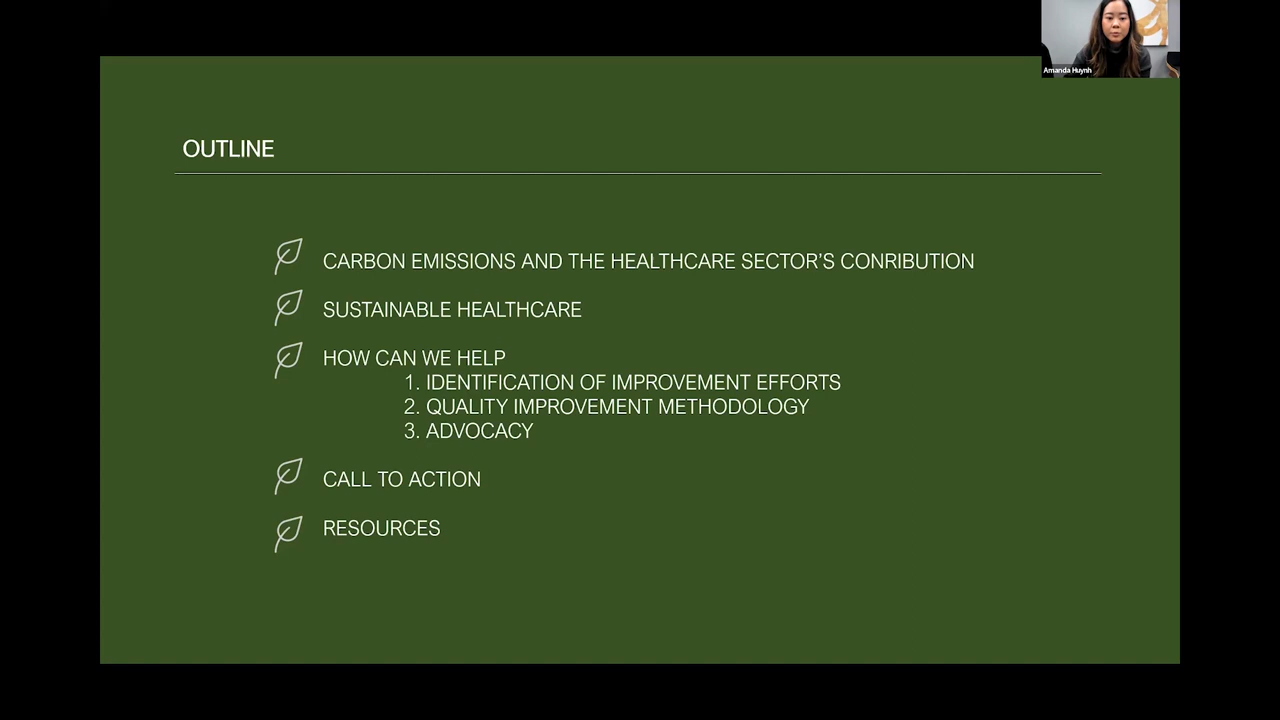 Amanda Huynh
OUTLINE
CARBON EMISSIONS AND THE HEALTHCARE SECTOR’S CONRIBUTION
SUSTAINABLE HEALTHCARE
HOW CAN WE HELP
1. IDENTIFICATION OF IMPROVEMENT EFFORTS
2. QUALITY IMPROVEMENT METHODOLOGY
3. ADVOCACY
CALL TO ACTION
RESOURCES